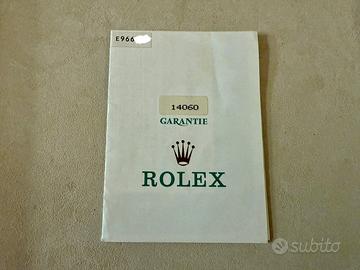 E966
14060
GARANTIE
ROLEX
subito